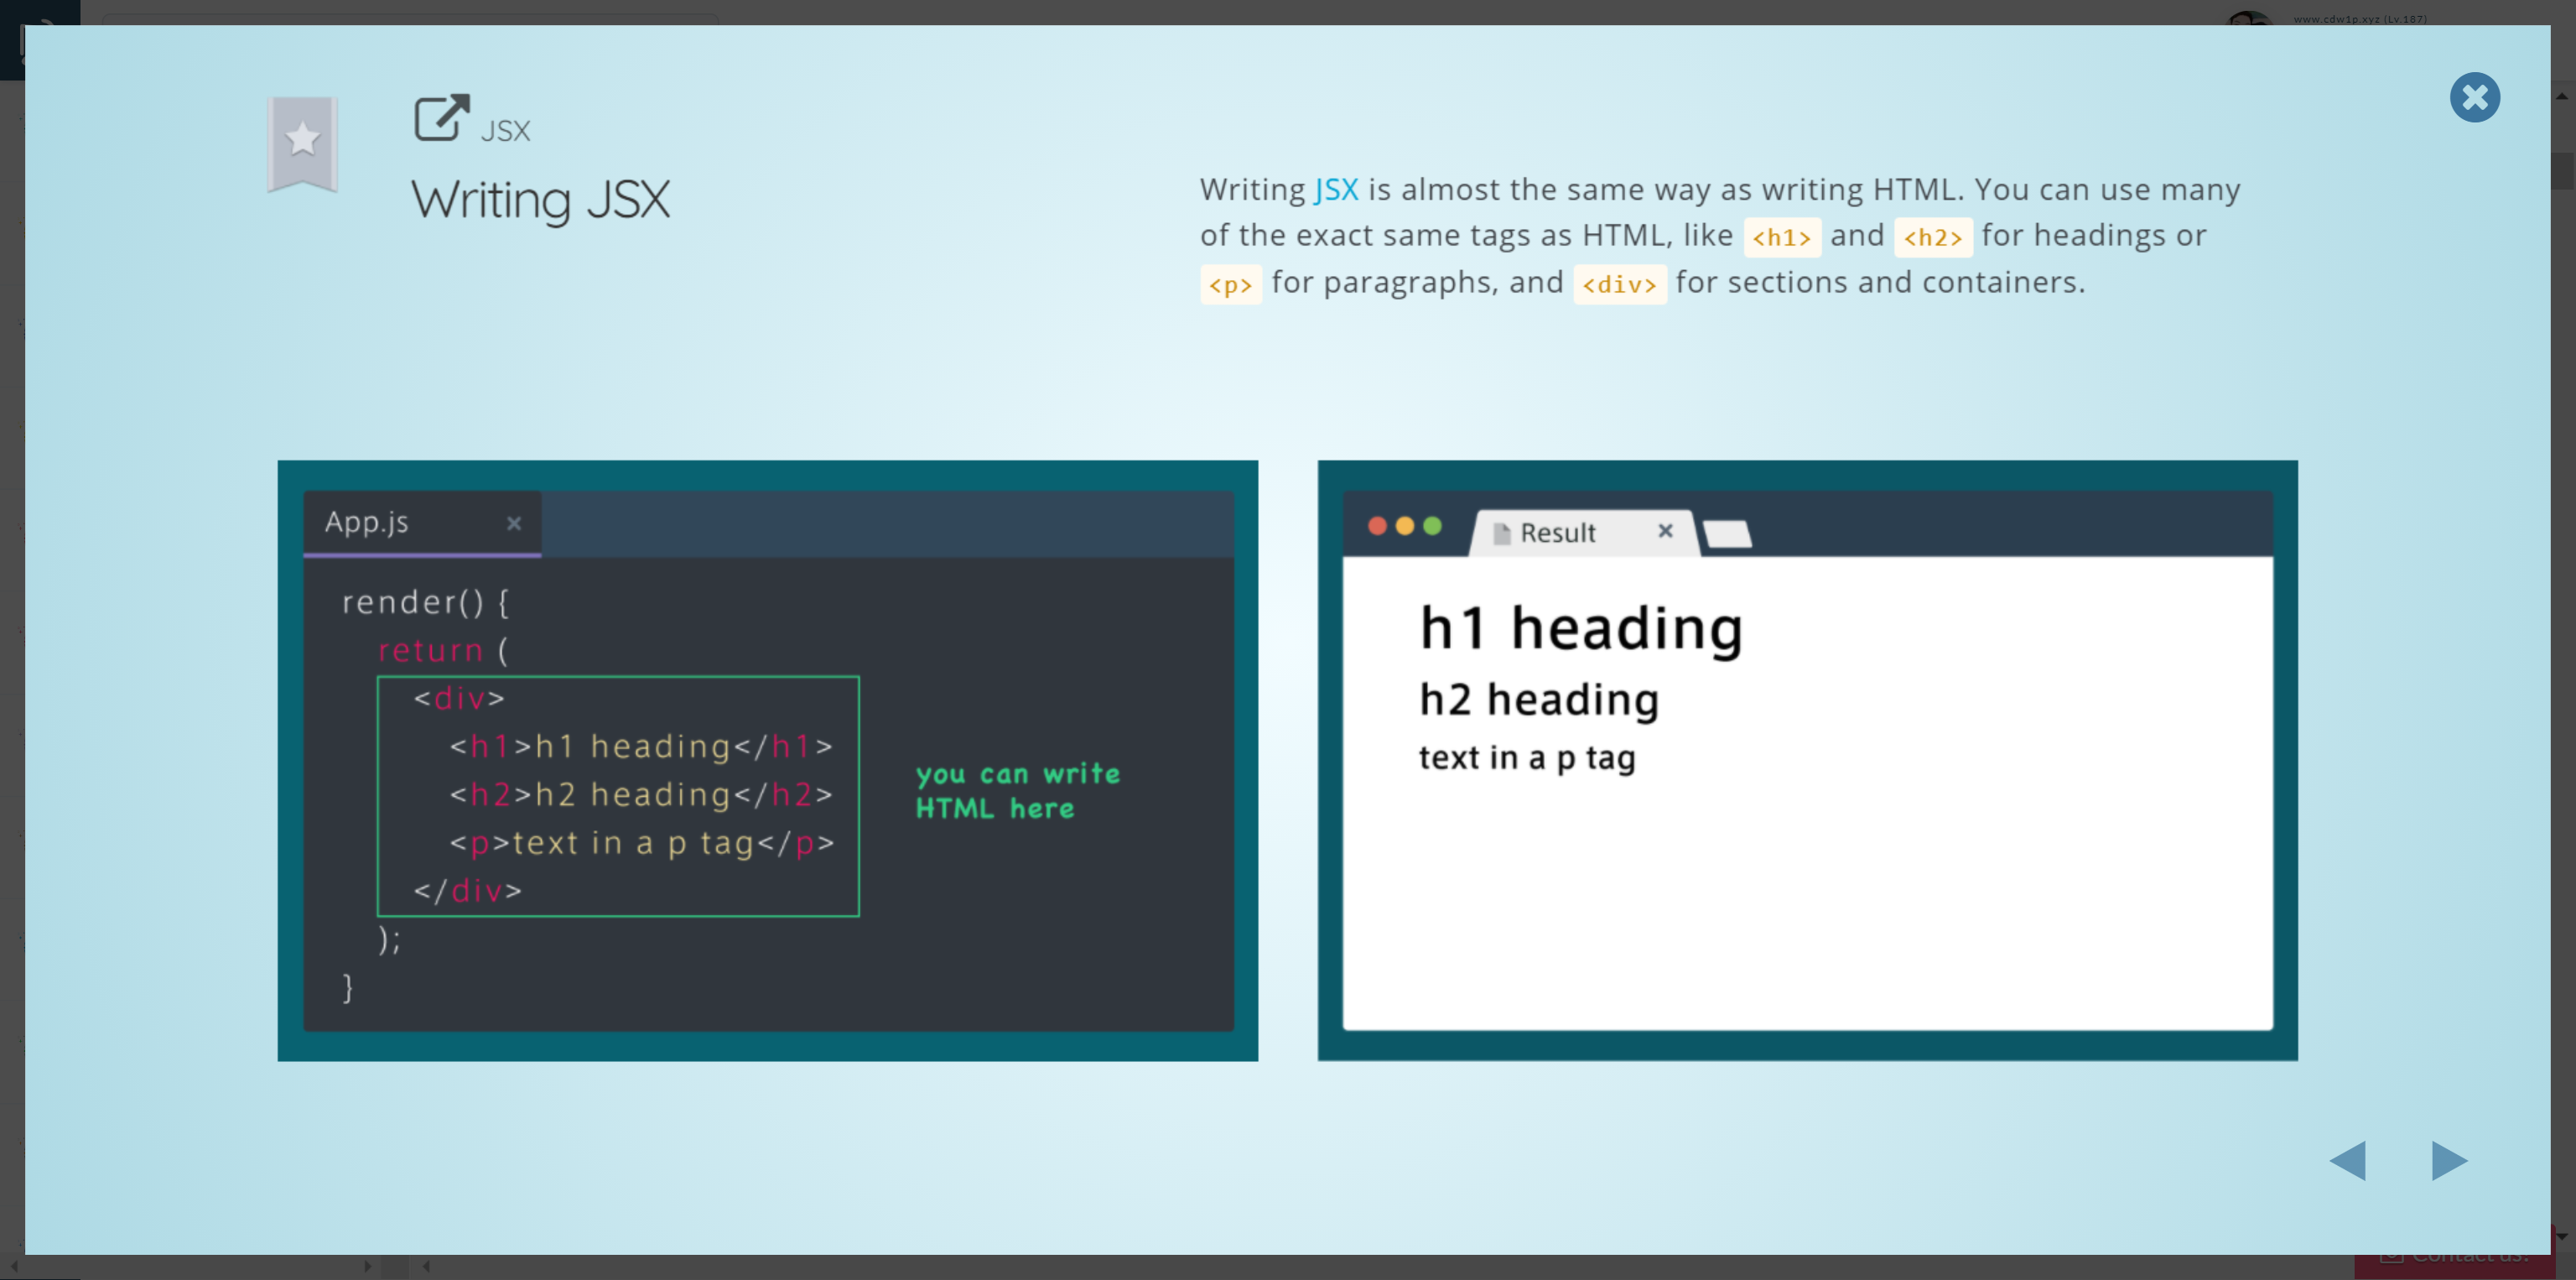 www.cdw1p.xyz (Lv.187)
JSX
Writing JSX
Writing JSX is almost the same way as writing HTML. You can use many
of the exact same tags as HTML, like <h1> and <h2> for headings or
<p> for paragraphs, and <div> for sections and containers.
App.js
render() {
return (
<div>
<h1>h1 heading</h1>
<h2>h2 heading</h2>
<p>text in a p tag</p>
</div>
);
}
you can write
HTML here
Result
h1 heading
h2 heading
text in a p tag
Contact us!